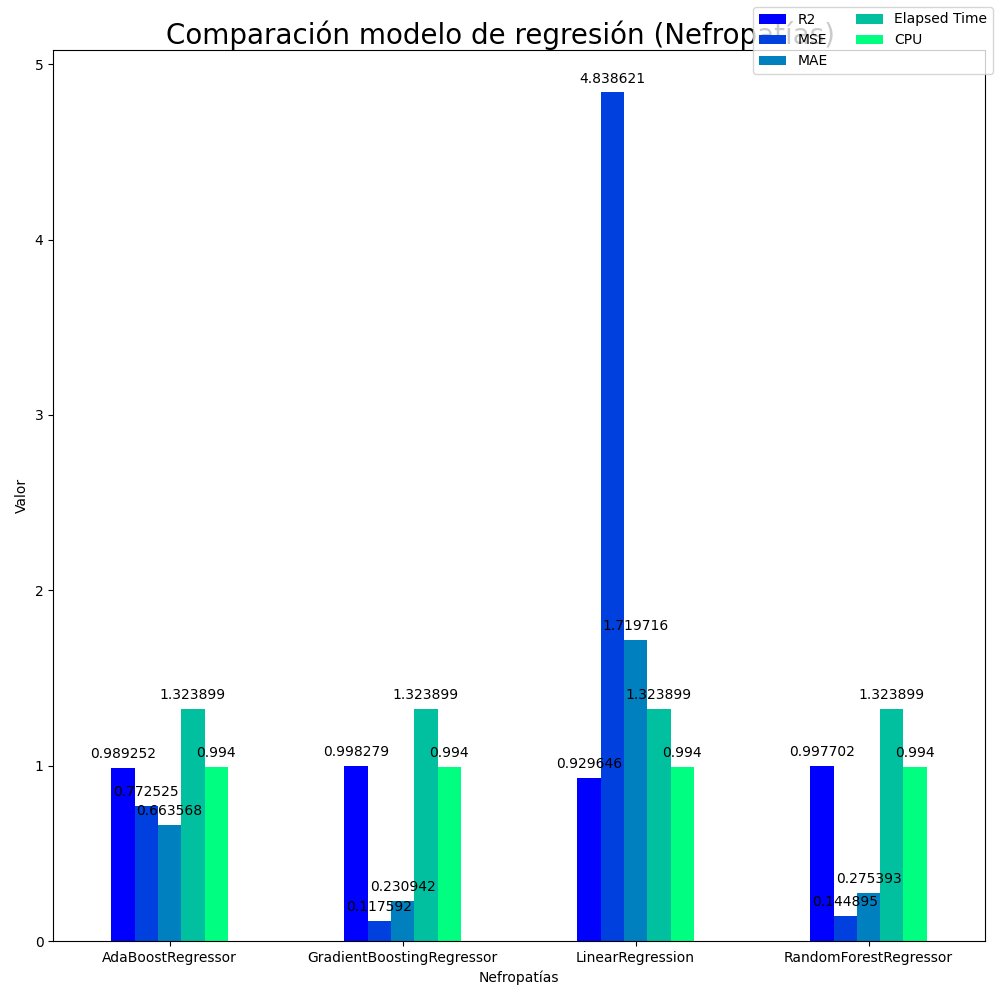 Comparación modelo de regresión (Nefropatías)
R2
MSE
MAE
Elapsed Time
CPU
Valor
5
4
3
2
1
0
0.989252
0.772525
0.663568
1.323899
0.994
0.998279
0.117592
0.230942
1.323899
0.994
0.929646
4.838621
1.719716
1.323899
0.994
0.997702
0.144895
0.275393
1.323899
0.994
AdaBoostRegressor
GradientBoostingRegressor
LinearRegression
RandomForestRegressor
Nefropatías